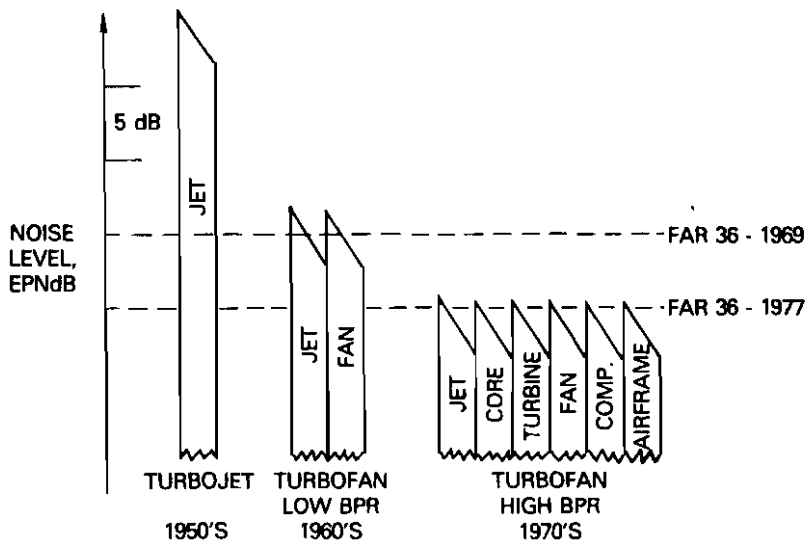 5 dB
NOISE
LEVEL,
EPNdB
FAR 36 - 1969
FAR 36 - 1977
JET
JET
FAN
JET
CORE
TURBINE
FAN
COMP.
AIRFRAME
TURBOJET
1950'S
TURBOFAN
LOW BPR
1960'S
TURBOFAN
HIGH BPR
1970'S